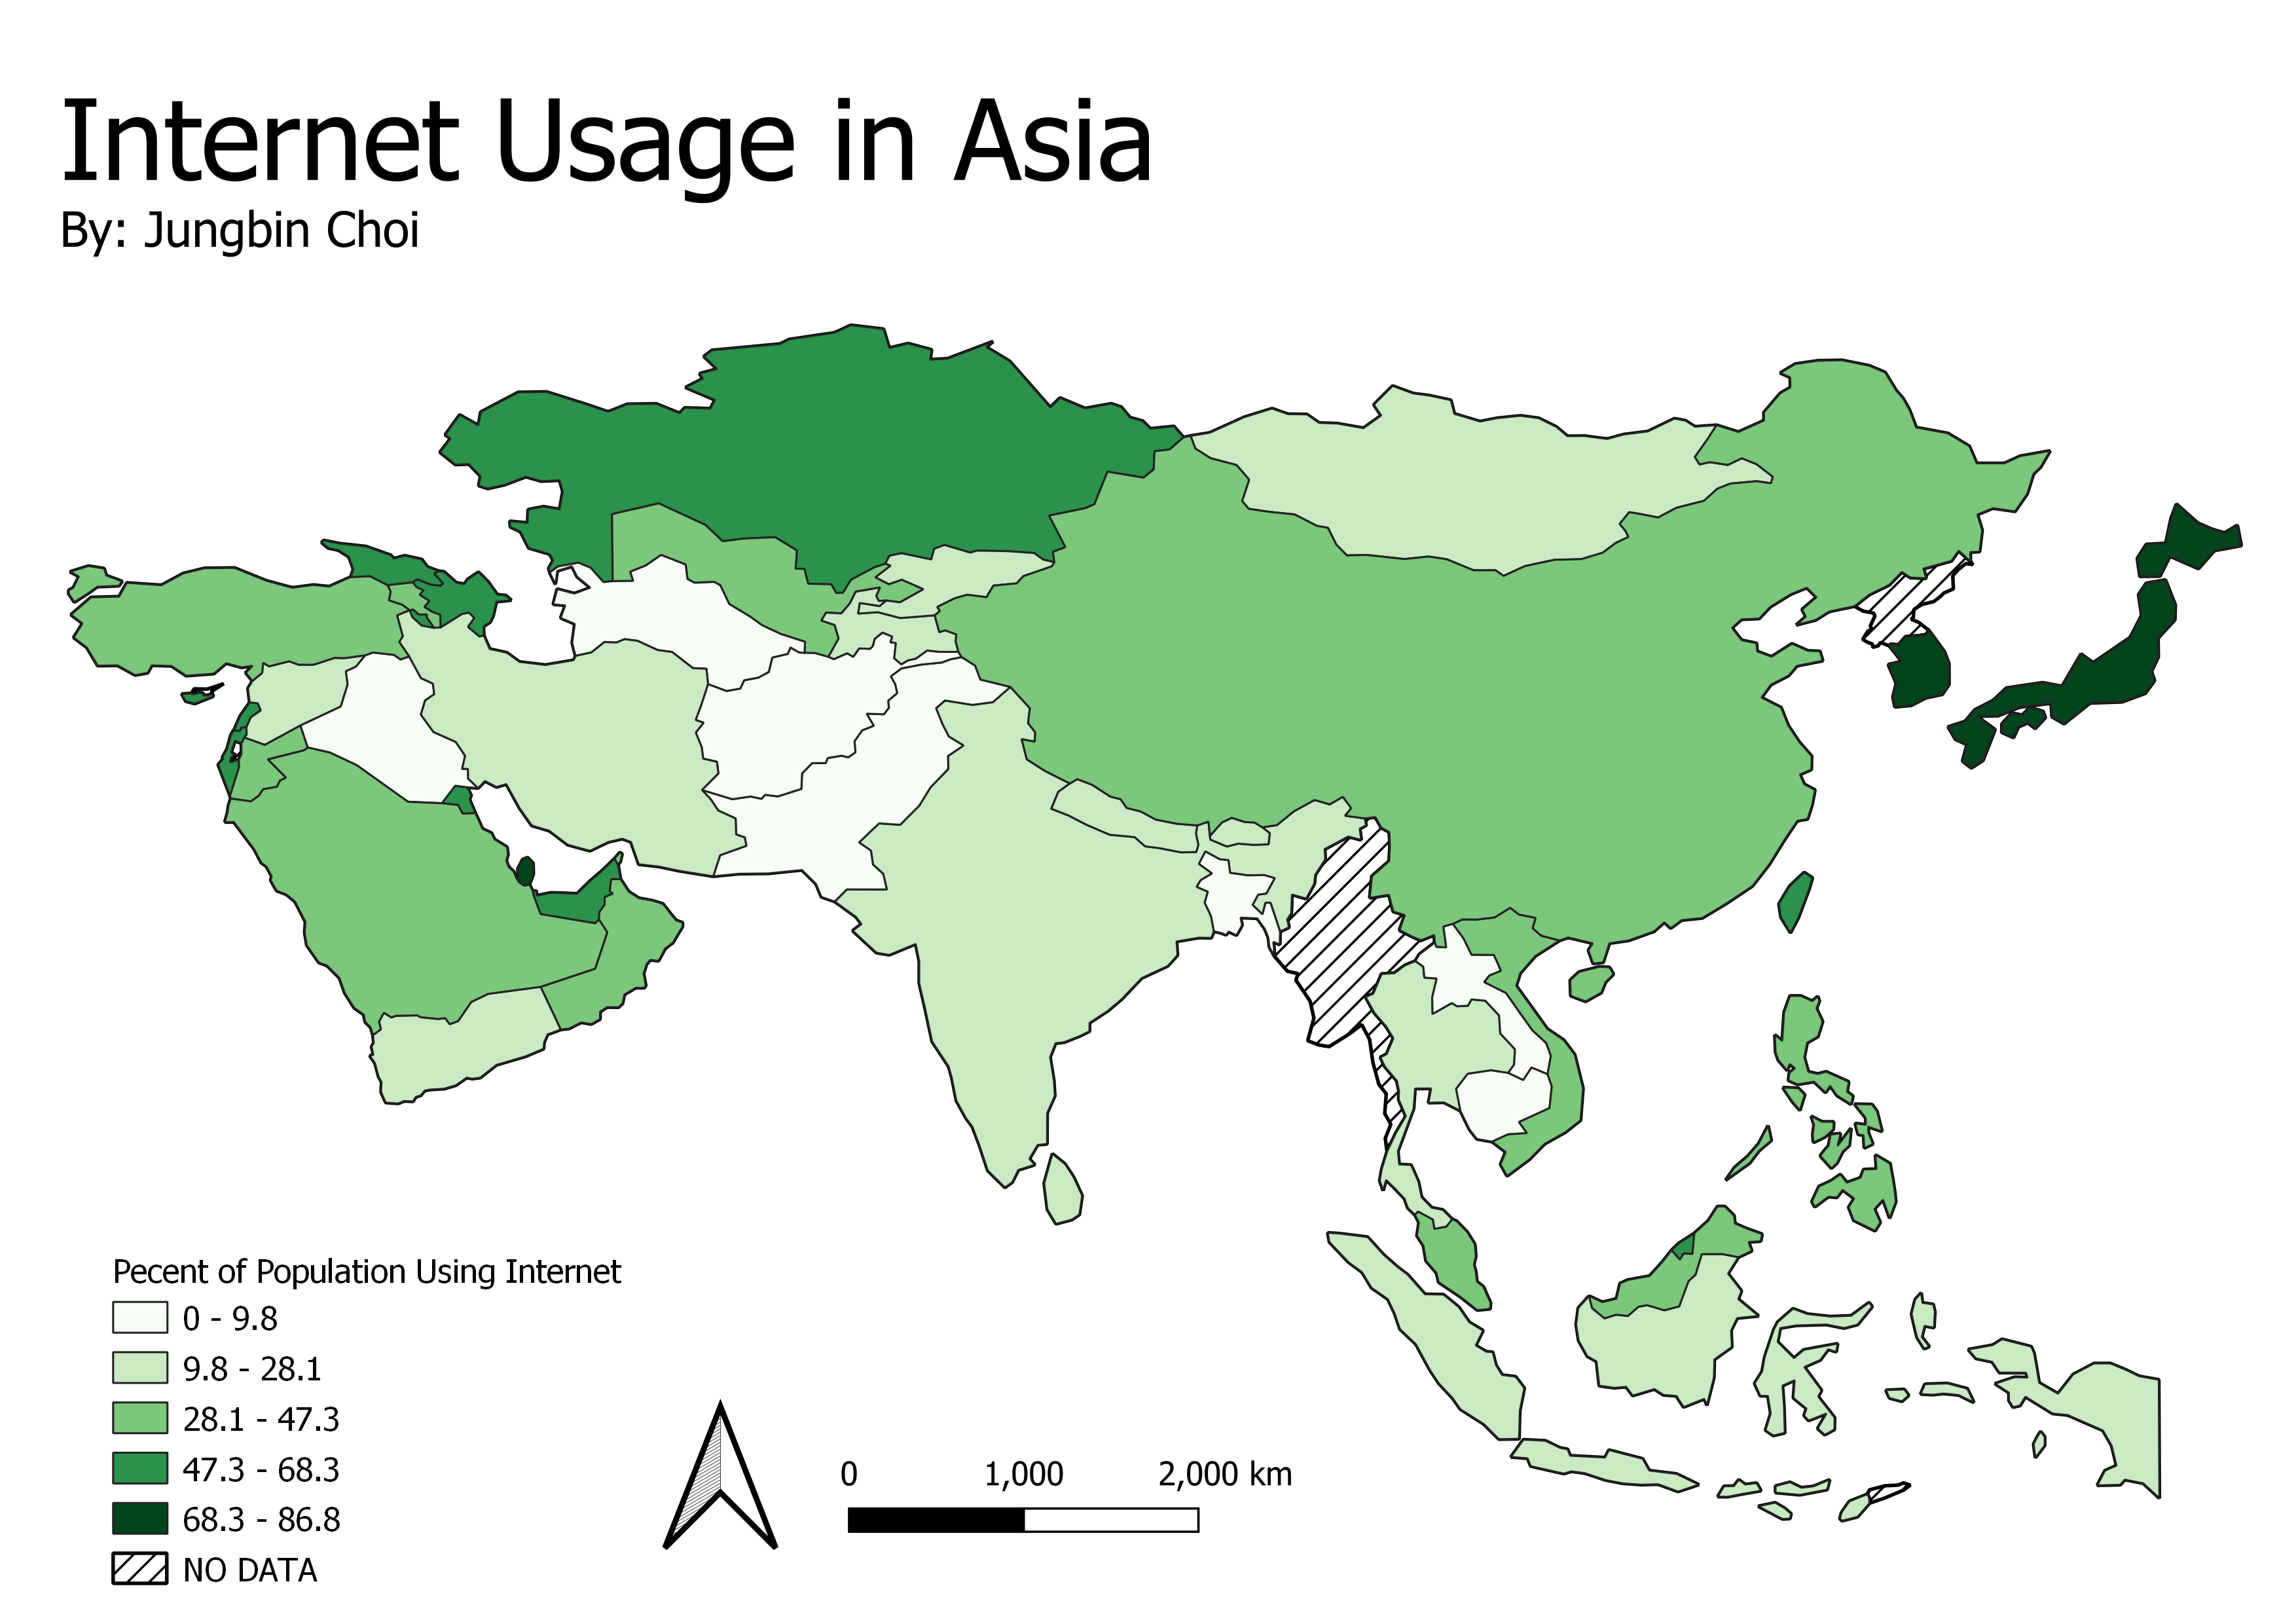 Internet Usage in Asia
By: Jungbin Choi
Pecent of Population Using Internet
0 - 9.8
9.8 - 28.1
28.1 - 47.3
47.3 - 68.3
68.3 - 86.8
NO DATA
0 1,000 2,000 km